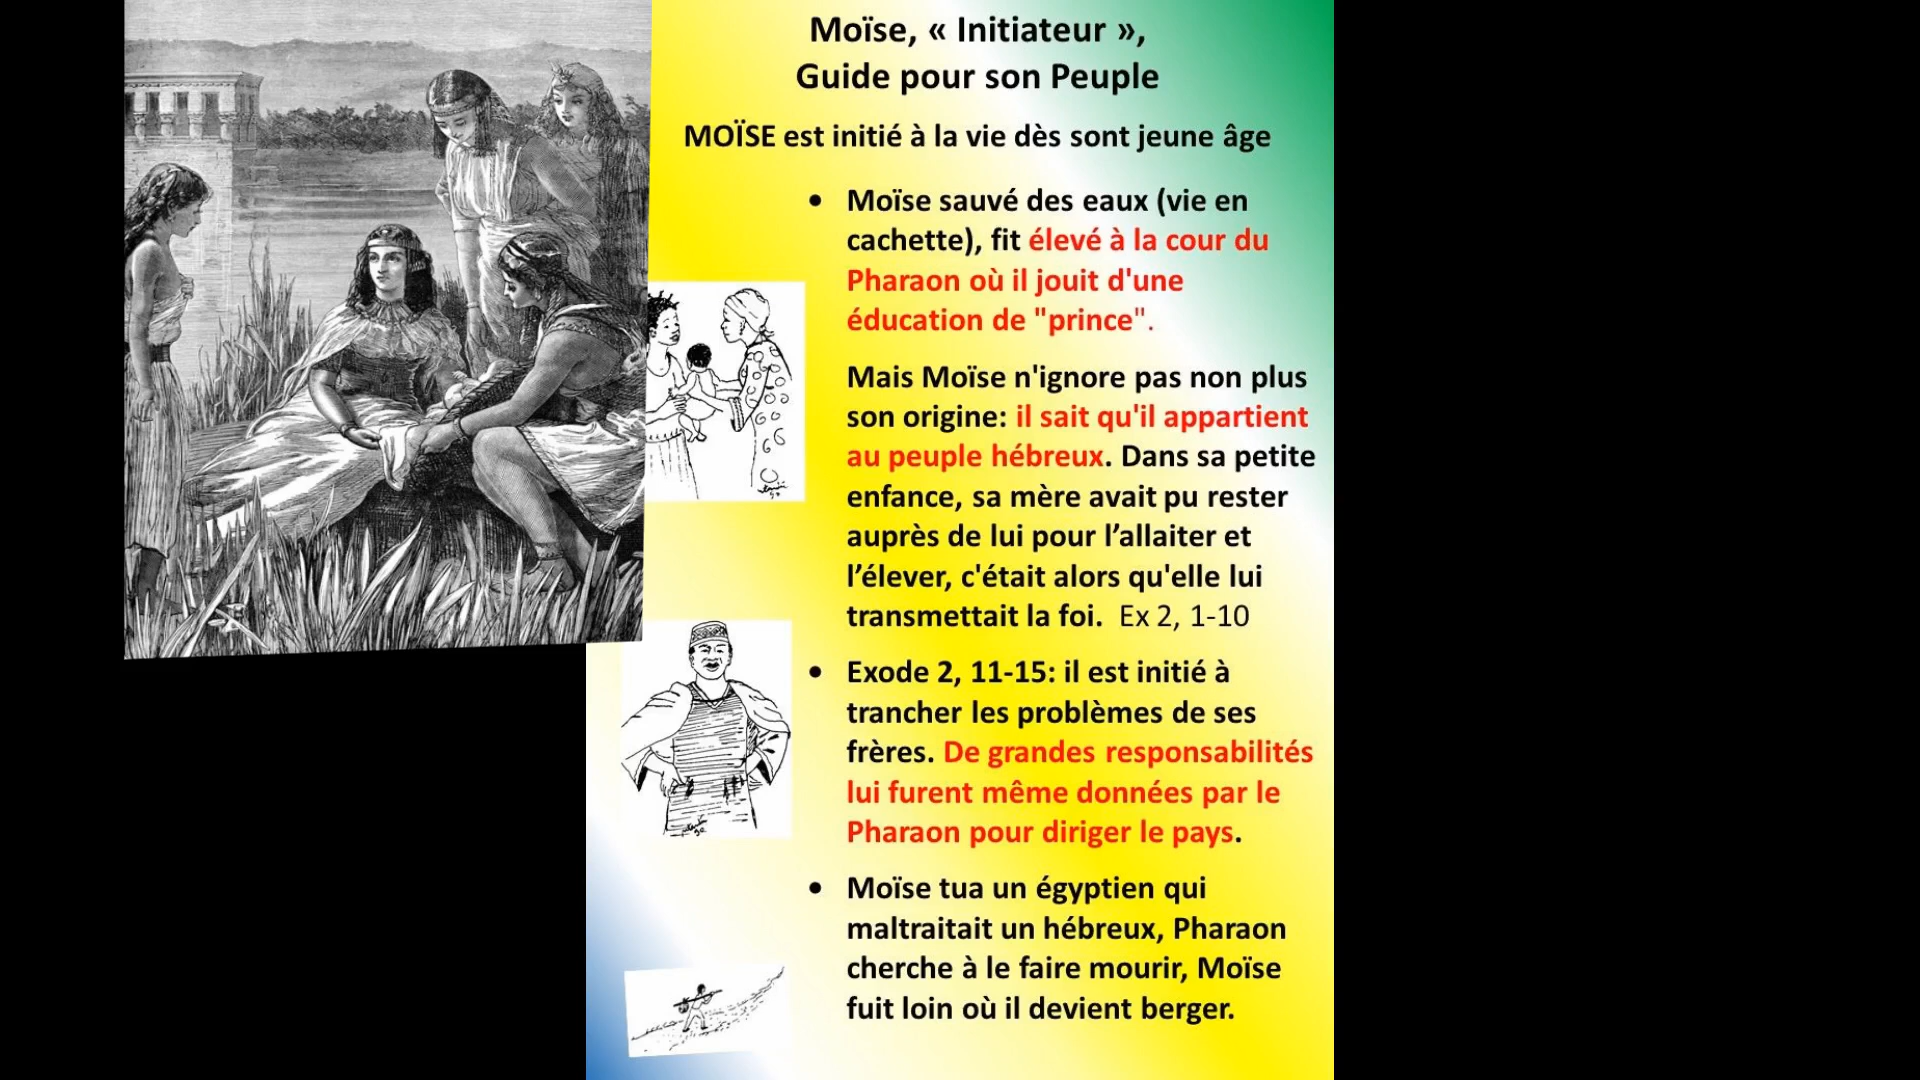 Moïse, « Initiateur »,
Guide pour son Peuple
MOÏSE est initié à la vie dès sont jeune âge
• Moïse sauvé des eaux (vie en
cachette), fit élevé à la cour du
Pharaon où il jouit d'une
éducation de "prince".
Mais Moïse n'ignore pas non plus
son origine: il sait qu'il appartient
au peuple hébreux. Dans sa petite
enfance, sa mère avait pu rester
auprès de lui pour l’allaiter et
l’élever, c'était alors qu'elle lui
transmettait la foi. Ex 2, 1-10
• Exode 2, 11-15: il est initié à
trancher les problèmes de ses
frères. De grandes responsabilités
lui furent même données par le
Pharaon pour diriger le pays.
• Moïse tua un égyptien qui
maltraitait un hébreux, Pharaon
cherche à le faire mourir, Moïse
fuit loin où il devient berger.